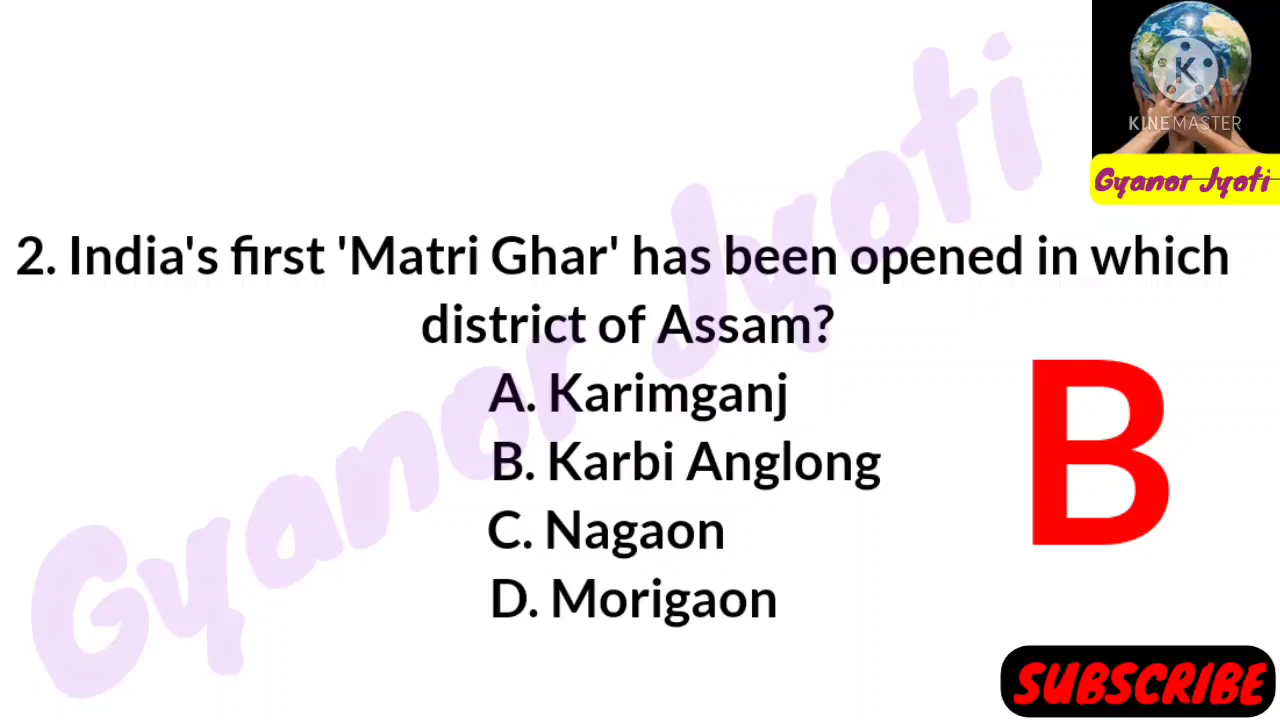 K
KINEMASTER
Gyanor Jyoti
Gyanor Jyoti
2. India's first 'Matri Ghar' has been opened in which
district of Assam?
A. Karimganj
B. Karbi Anglong
C. Nagaon
D. Morigaon
B
SUBSCRIBE